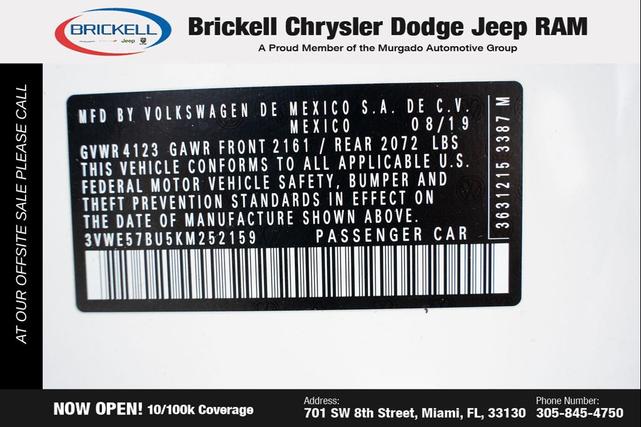 BRICKELL
Jeep
Brickell Chrysler Dodge Jeep RAM
A Proud Member of the Murgado Automotive Group
AT OUR OFFSITE SALE PLEASE CALL
MFD BY VOLKSWAGEN DE MEXICO S.A. DE C.V.
MEXICO 08/19
GVWR 4123 GAWR FRONT 2161 / REAR 2072 LBS
THIS VEHICLE CONFORMS TO ALL APPLICABLE U.S.
FEDERAL MOTOR VEHICLE SAFETY, BUMPER AND
THEFT PREVENTION STANDARDS IN EFFECT ON
THE DATE OF MANUFACTURE SHOWN ABOVE.
3VWE57BU5KM252159 PASSENGER CAR
3631215 3387 M
NOW OPEN! 10/100k Coverage
Address:
701 SW 8th Street, Miami, FL, 33130
Phone Number:
305-845-4750